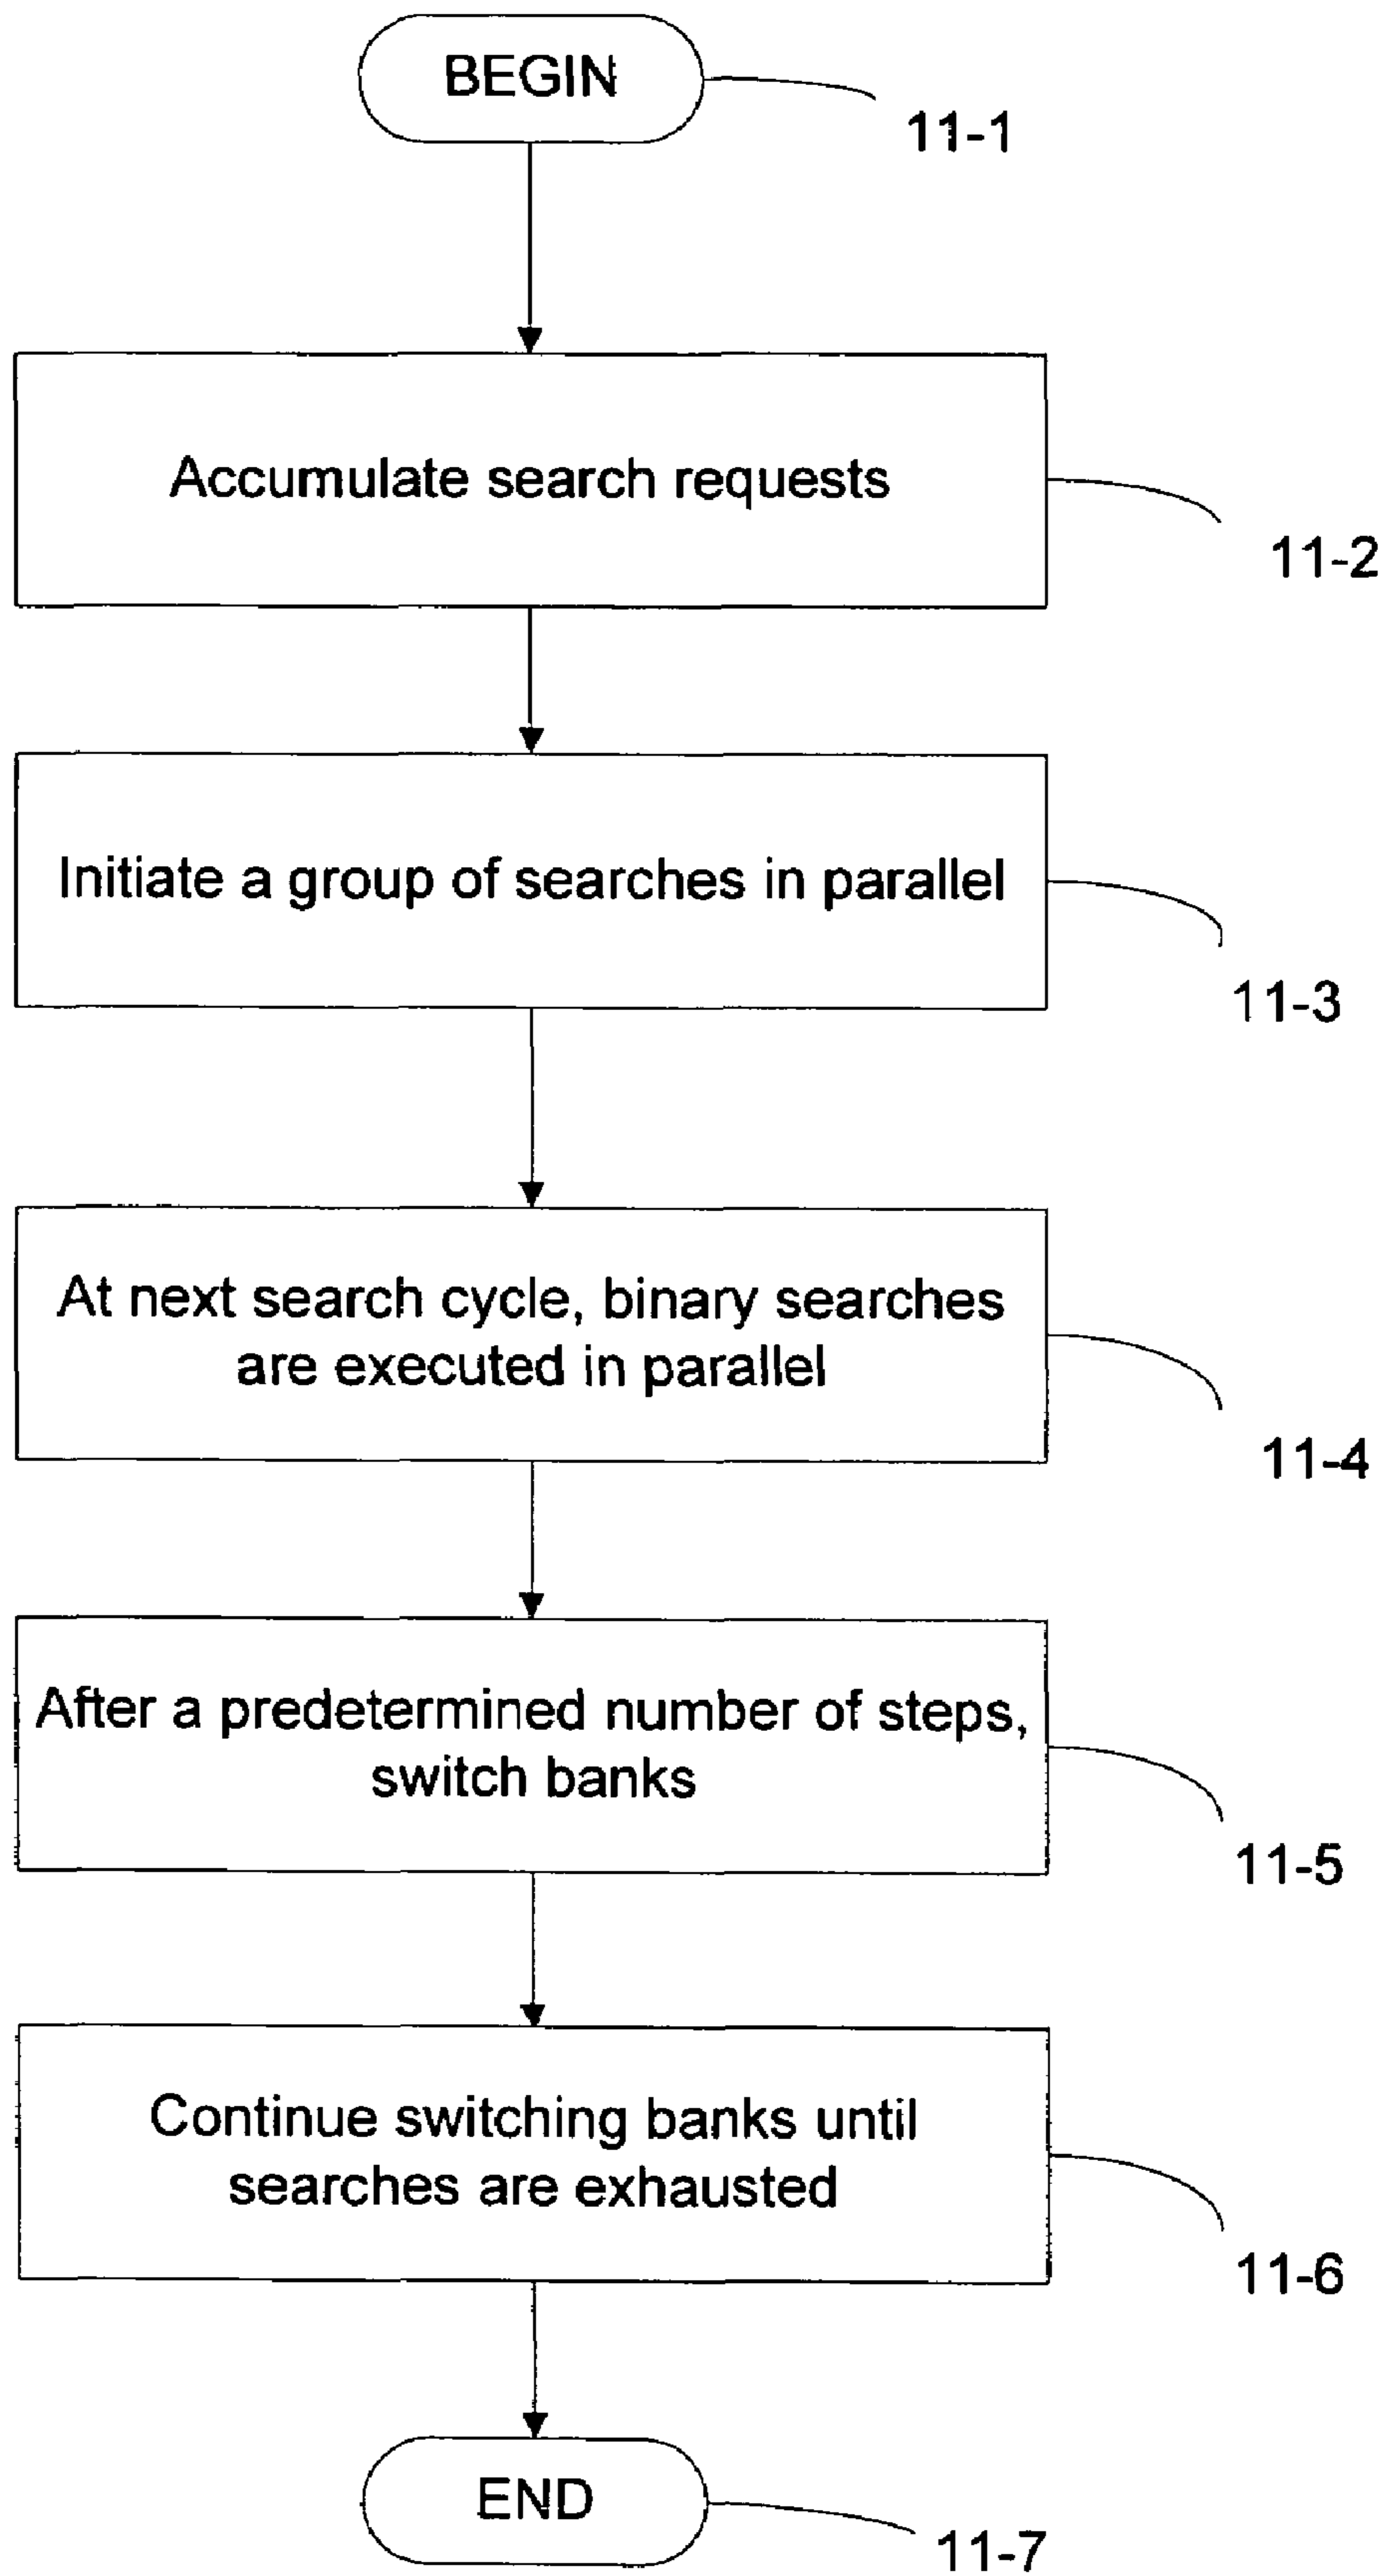 BEGIN
11-1
Accumulate search requests
11-2
Initiate a group of searches in parallel
11-3
At next search cycle, binary searches
are executed in parallel
11-4
After a predetermined number of steps,
switch banks
11-5
Continue switching banks until
searches are exhausted
11-6
END
11-7